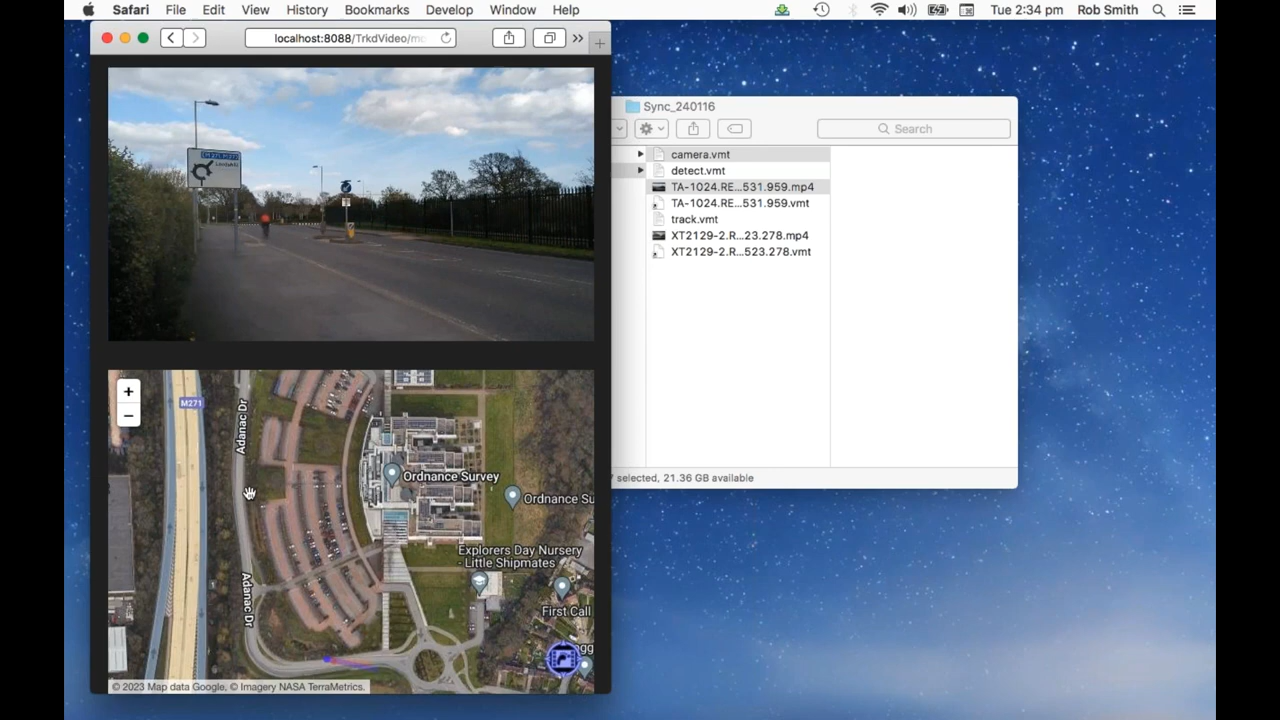 Safari File Edit View History Bookmarks Develop Window Help Tue 2:34 pm Rob Smith
localhost:8088/TrkdVideo/m
Sync_240116
Search
camera.vmt
detect.vmt
TA-1024.RE...531.959.mp4
TA-1024.RE...531.959.vmt
track.vmt
XT2129-2.R...23.278.mp4
XT2129-2.R...523.278.vmt
selected, 21.36 GB available
+
−
M271
Adanac Dr
Ordnance Survey
Ordnance Su
Explorers Day Nursery
- Little Shipmates
Adanac Dr
First Call
© 2023 Map data Google, © Imagery NASA TerraMetrics.